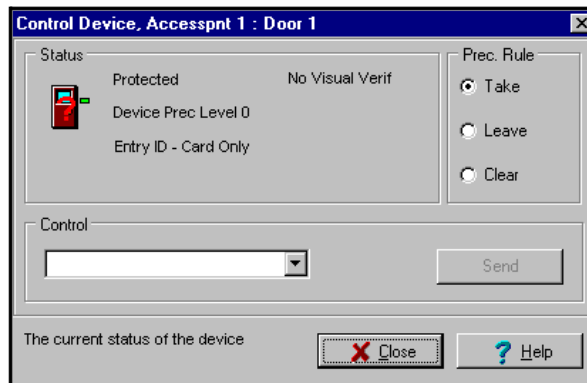 Control Device, Accesspnt 1 : Door 1
Status
Protected No Visual Verif
Device Prec Level 0
Entry ID - Card Only
Prec. Rule
Take
Leave
Clear
Control
Send
The current status of the device
Close
? Help